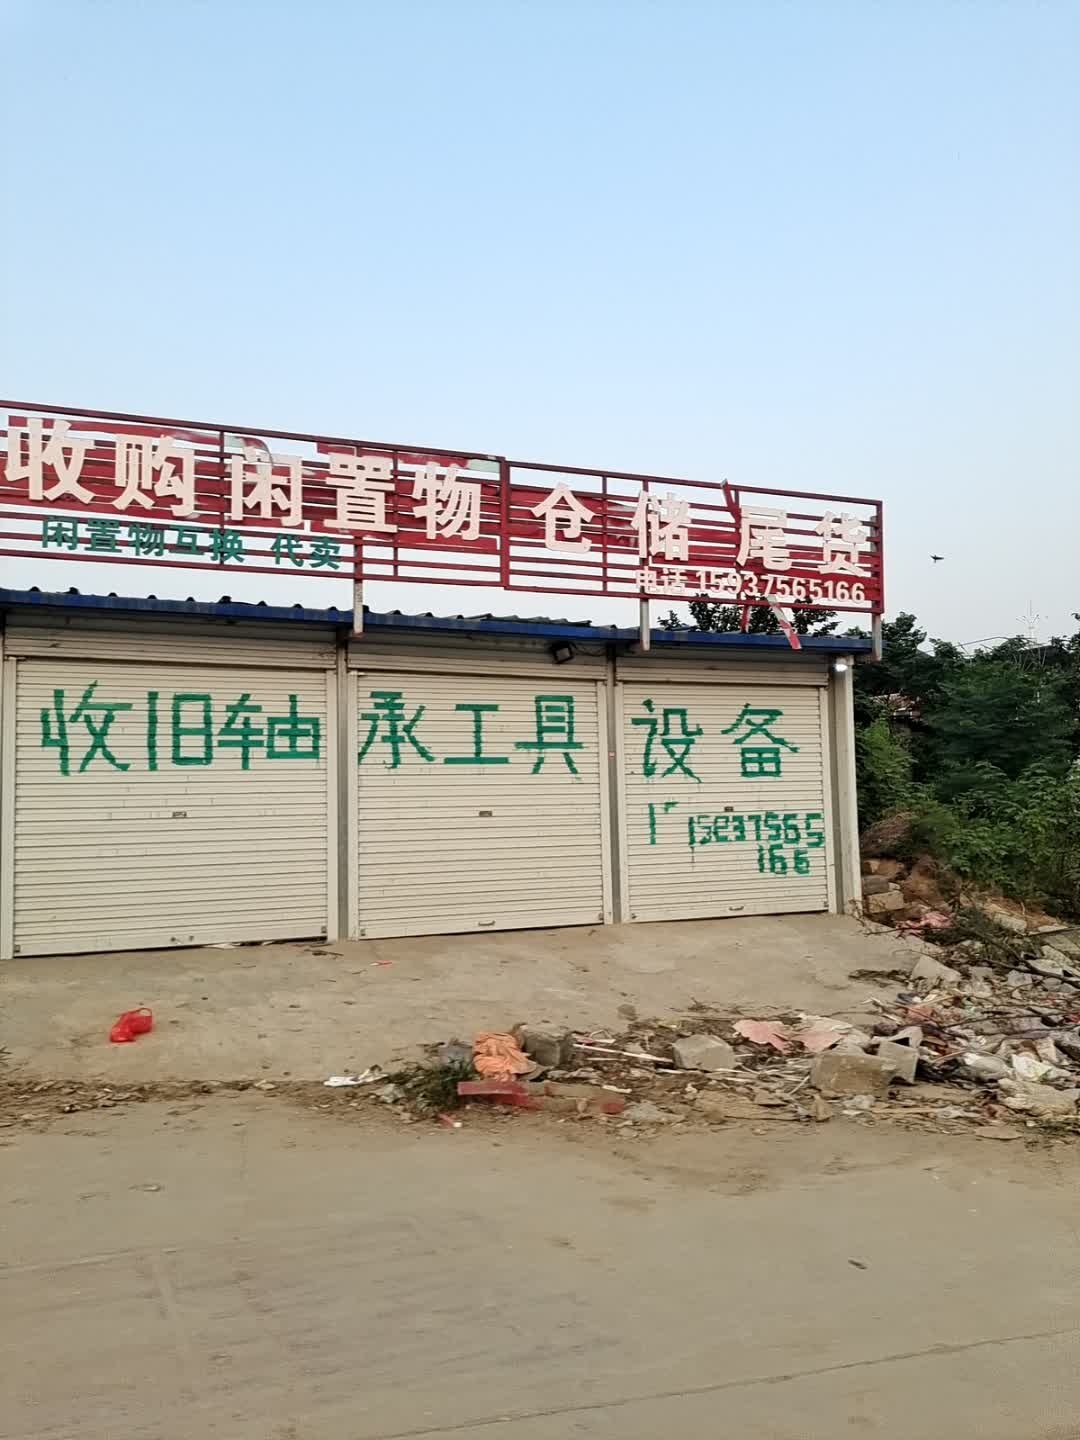 收购闲置物 仓储尾货
闲置物互换 代卖
电话 15937565166
收旧轴承工具设备
15937565
166